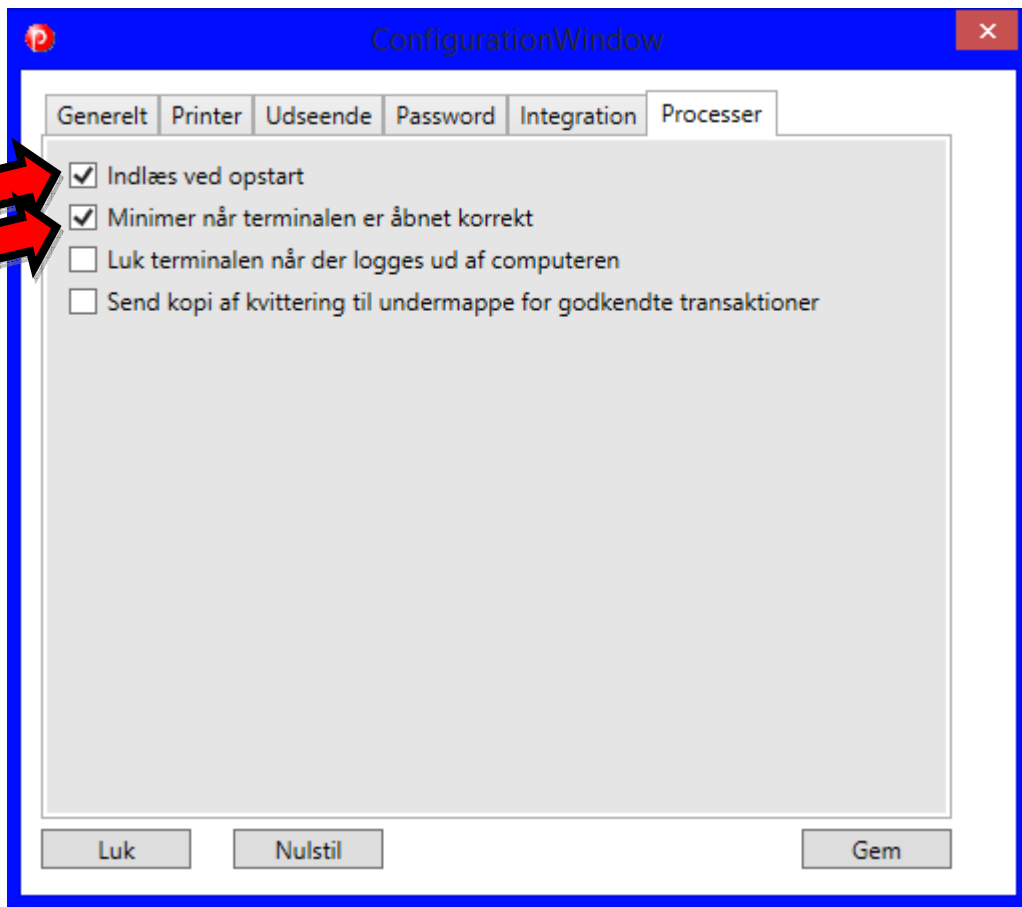 ConfigurationWindow
Generelt Printer Udseende Password Integration Processer
Indlæs ved opstart
Minimer når terminalen er åbnet korrekt
Luk terminalen når der logges ud af computeren
Send kopi af kvittering til undermappe for godkendte transaktioner
Luk Nulstil Gem